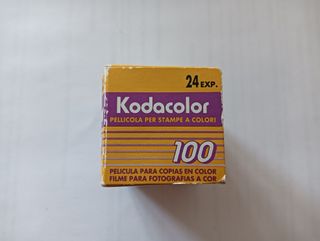 24 EXP.
Kodacolor
PELLICOLA PER STAMPE A COLORI
100
PELICULA PARA COPIAS EN COLOR
FILME PARA FOTOGRAFIAS A COR